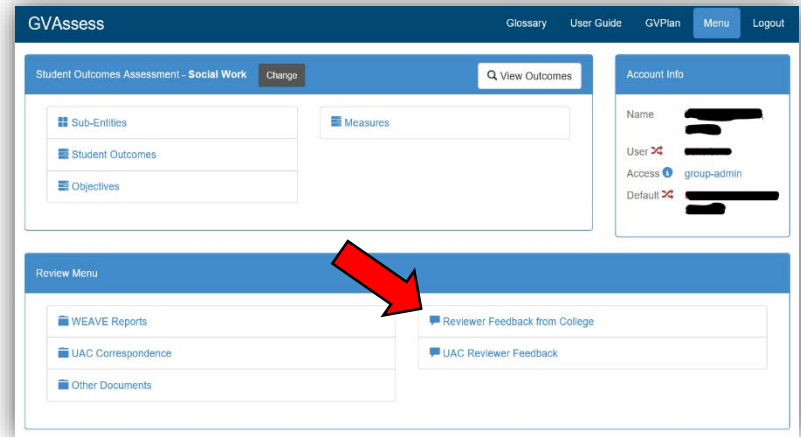 GVAssess Glossary User Guide GVPlan Menu Logout
Student Outcomes Assessment - Social Work Change View Outcomes
Sub-Entities Measures
Student Outcomes
Objectives
Account Info
Name
User
Access group-admin
Default
Review Menu
WEAVE Reports Reviewer Feedback from College
UAC Correspondence UAC Reviewer Feedback
Other Documents